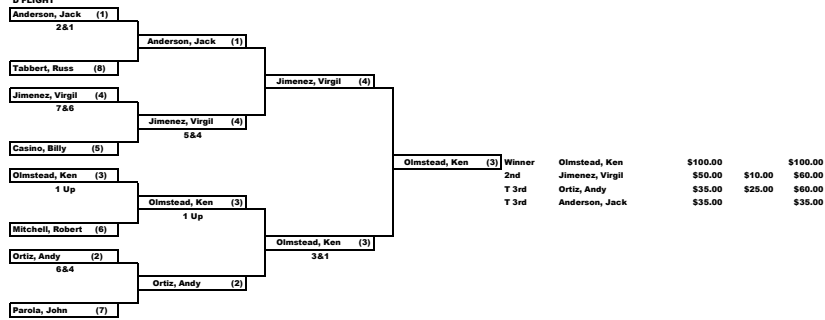 D FLIGHT
Anderson, Jack (1)
2&1
Anderson, Jack (1)
Tabbert, Russ (8)
Jimenez, Virgil (4)
Jimenez, Virgil (4)
7&6
Jimenez, Virgil (4)
5&4
Casino, Billy (5)
Olmstead, Ken (3) Winner Olmstead, Ken $100.00 $100.00
Olmstead, Ken (3) 2nd Jimenez, Virgil $50.00 $10.00 $60.00
1 Up T 3rd Ortiz, Andy $35.00 $25.00 $60.00
Olmstead, Ken (3) T 3rd Anderson, Jack $35.00 $35.00
1 Up
Mitchell, Robert (6)
Olmstead, Ken (3)
Ortiz, Andy (2) 3&1
6&4
Ortiz, Andy (2)
Parola, John (7)